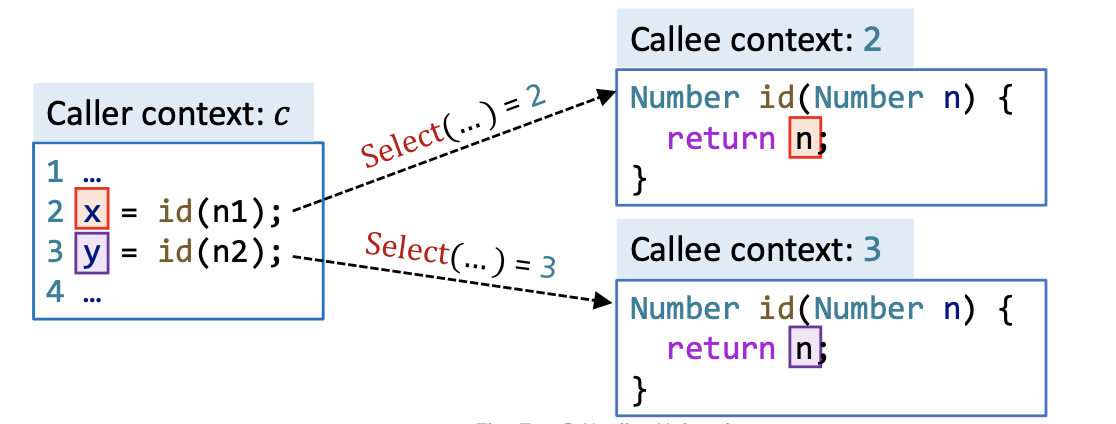 Caller context: c
1 …
2 x = id(n1);
3 y = id(n2);
4 …
Select(…) = 2
Select(…) = 3
Callee context: 2
Number id(Number n) {
return n;
}
Callee context: 3
Number id(Number n) {
return n;
}